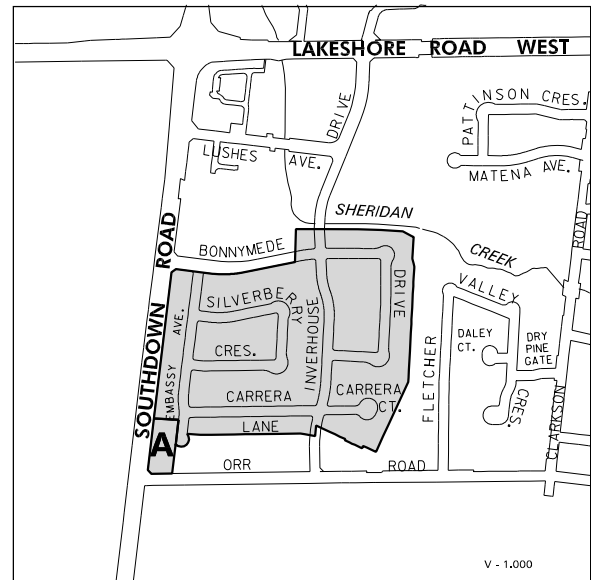 LAKESHORE ROAD WEST
PATTINSON CRES.
DRIVE
LUSHES AVE.
MATENA AVE.
SHERIDAN CREEK
ROAD
SOUTHDOWN ROAD
BONNYMEDE DRIVE
VALLEY
SILVERBERRY
CRES.
EMBASSY AVE.
INVERHOUSE
FLETCHER
DALEY
CT.
DRY
PINE
GATE
CARRERA
CARRERA
CT.
CRES.
CLARKSON
LANE
A
ORR ROAD
V - 1.000